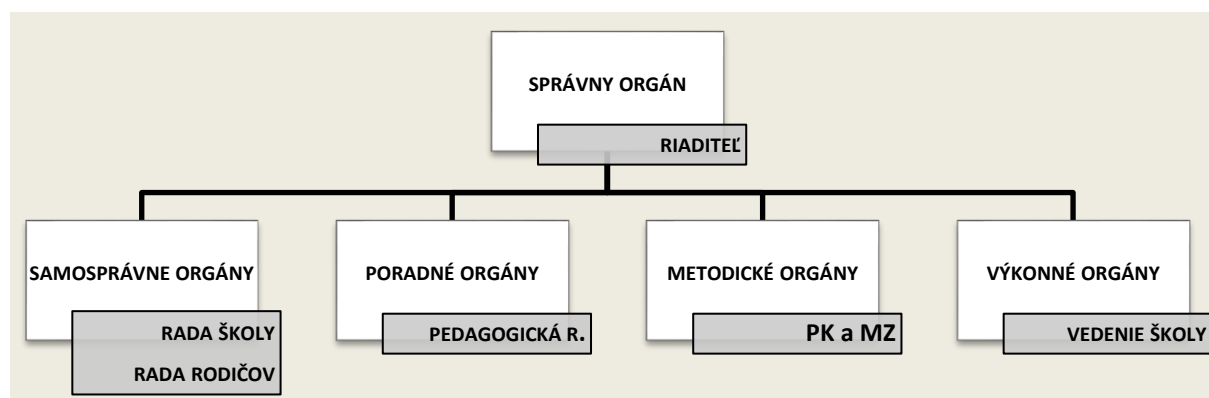 SPRÁVNY ORGÁN
RIADITEĽ
SAMOSPRÁVNE ORGÁNY
RADA ŠKOLY
RADA RODIČOV
PORADNÉ ORGÁNY
PEDAGOGICKÁ R.
METODICKÉ ORGÁNY
PK a MZ
VÝKONNÉ ORGÁNY
VEDENIE ŠKOLY